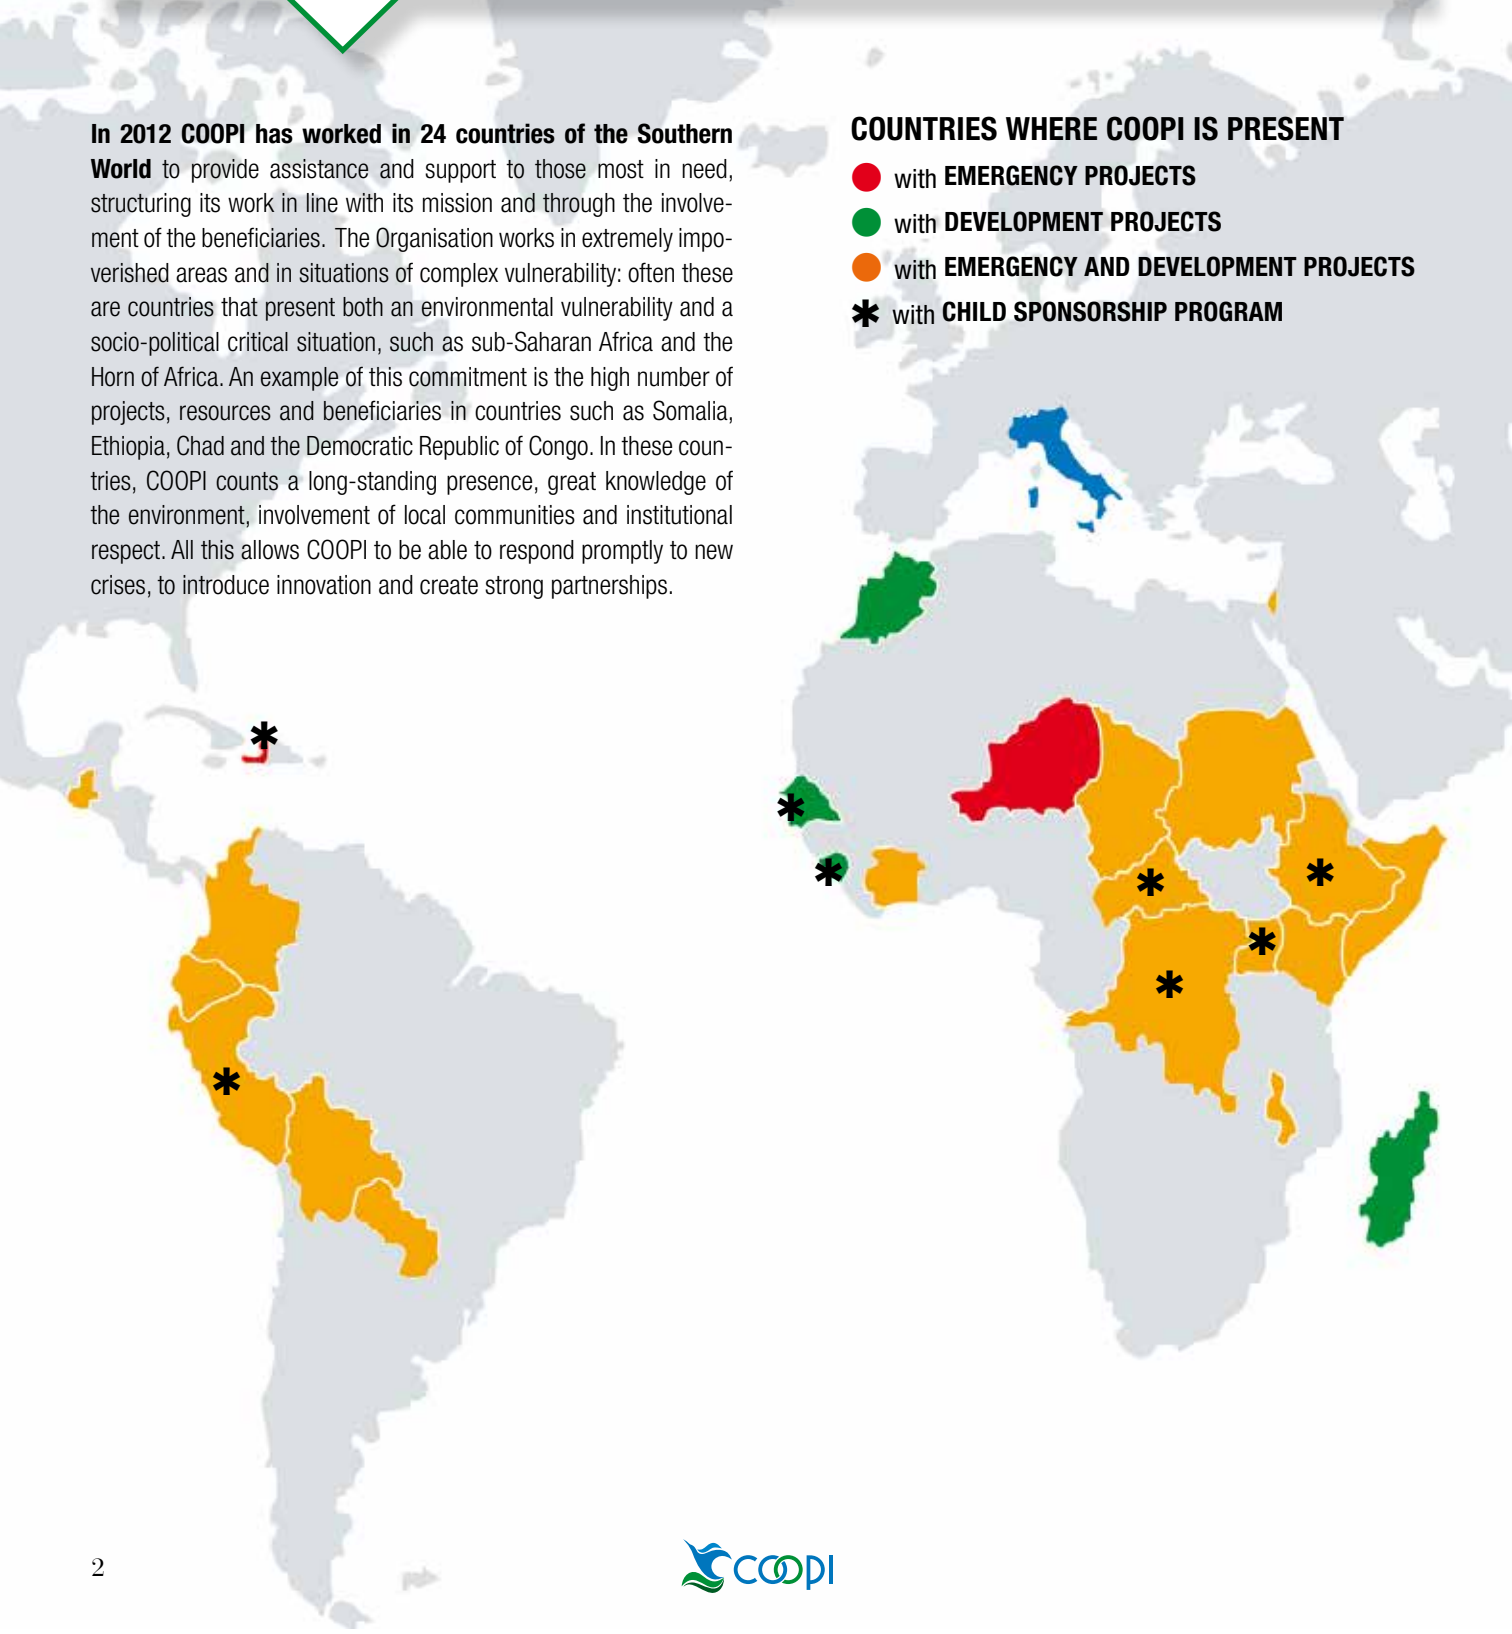 In 2012 COOPI has worked in 24 countries of the Southern
World to provide assistance and support to those most in need,
structuring its work in line with its mission and through the involve-
ment of the beneficiaries. The Organisation works in extremely impo-
verished areas and in situations of complex vulnerability: often these
are countries that present both an environmental vulnerability and a
socio-political critical situation, such as sub-Saharan Africa and the
Horn of Africa. An example of this commitment is the high number of
projects, resources and beneficiaries in countries such as Somalia,
Ethiopia, Chad and the Democratic Republic of Congo. In these coun-
tries, COOPI counts a long-standing presence, great knowledge of
the environment, involvement of local communities and institutional
respect. All this allows COOPI to be able to respond promptly to new
crises, to introduce innovation and create strong partnerships.
COUNTRIES WHERE COOPI IS PRESENT
with EMERGENCY PROJECTS
with DEVELOPMENT PROJECTS
with EMERGENCY AND DEVELOPMENT PROJECTS
✱ with CHILD SPONSORSHIP PROGRAM
2
COOPI